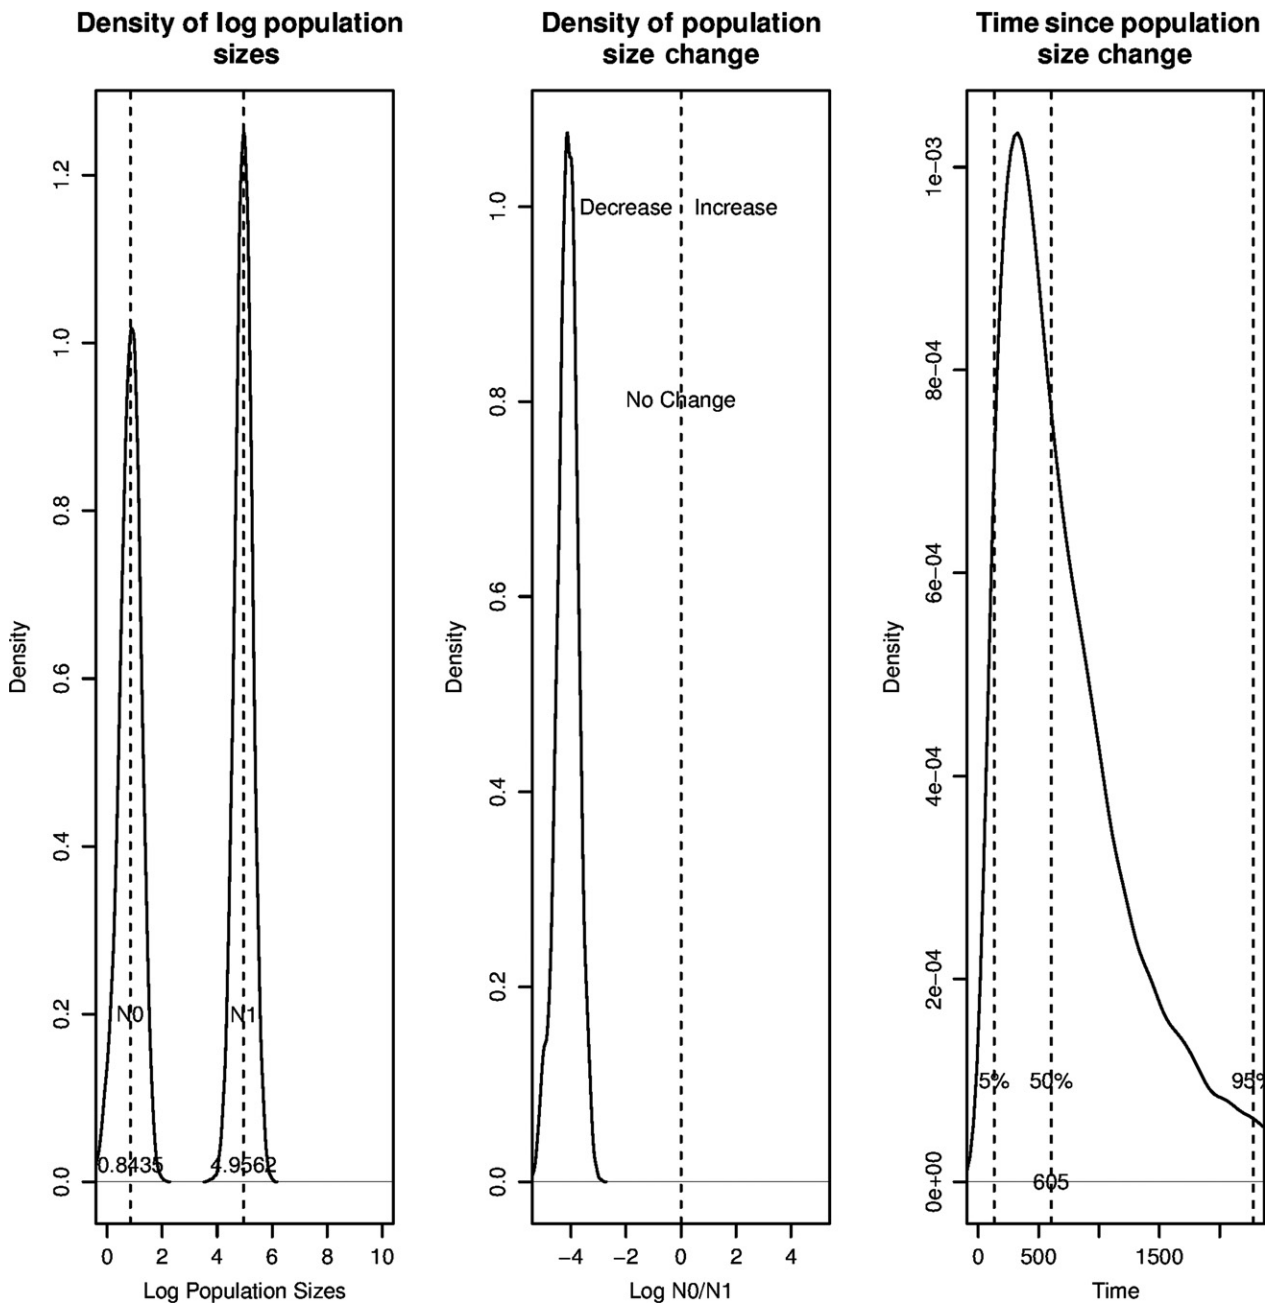 Density of log population
sizes
Density
1.2
1.0
0.8
0.6
0.4
0.2
0.0
N0
N1
0.8435
4.9562
0 2 4 6 8 10
Log Population Sizes
Density of population
size change
Density
1.0
0.8
0.6
0.4
0.2
0.0
Decrease
Increase
No Change
−4 −2 0 2 4
Log N0/N1
Time since population
size change
Density
1e−03
8e−04
6e−04
4e−04
2e−04
0e+00
5%
50%
95%
605
0 500 1500
Time